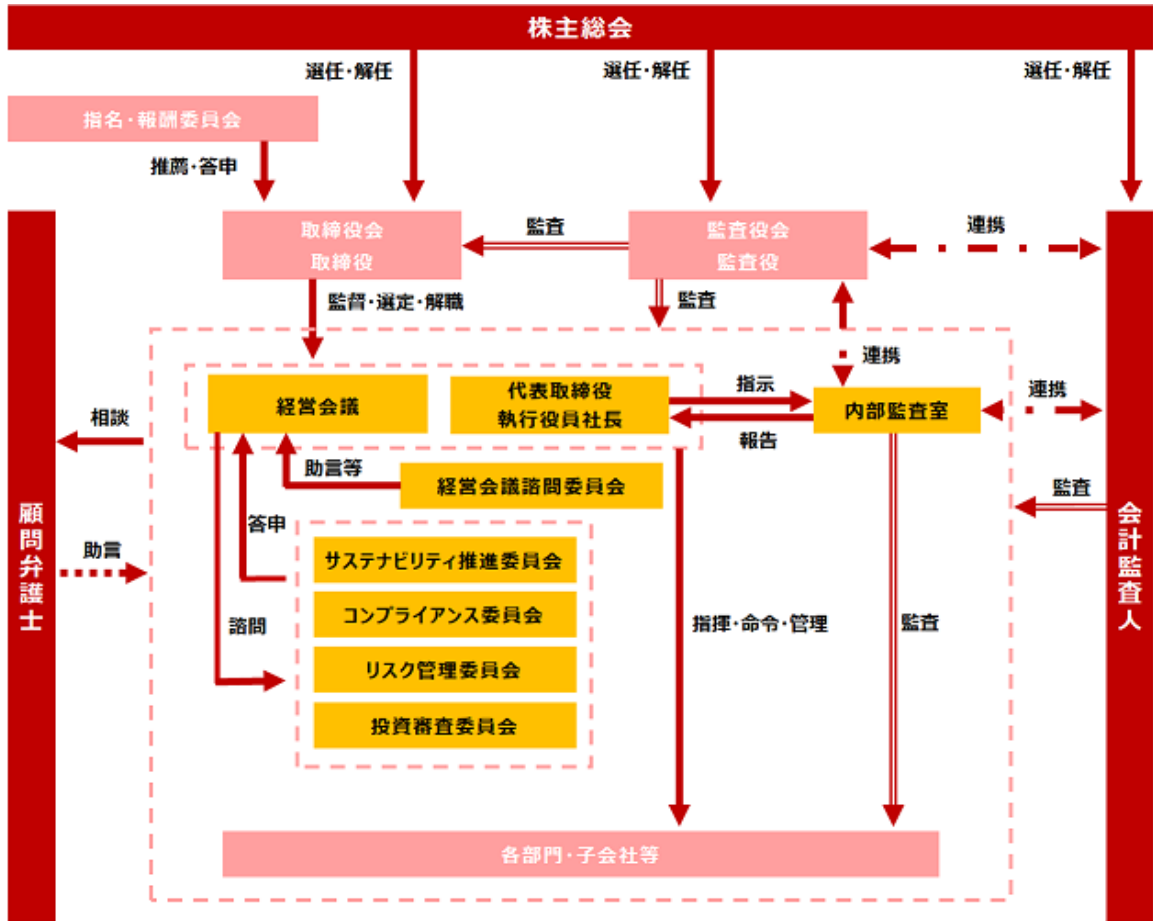 株主総会
選任・解任
選任・解任
選任・解任
指名・報酬委員会
推薦・答申
取締役会
取締役
監査
監査役会
監査役
連携
監督・選定・解職
監査
連携
経営会議
代表取締役
執行役員社長
指示
報告
内部監査室
連携
相談
助言等
経営会議諮問委員会
監査
顧問弁護士
会計監査人
答申
助言
サステナビリティ推進委員会
コンプライアンス委員会
諮問
指揮・命令・管理
監査
リスク管理委員会
投資審査委員会
各部門・子会社等